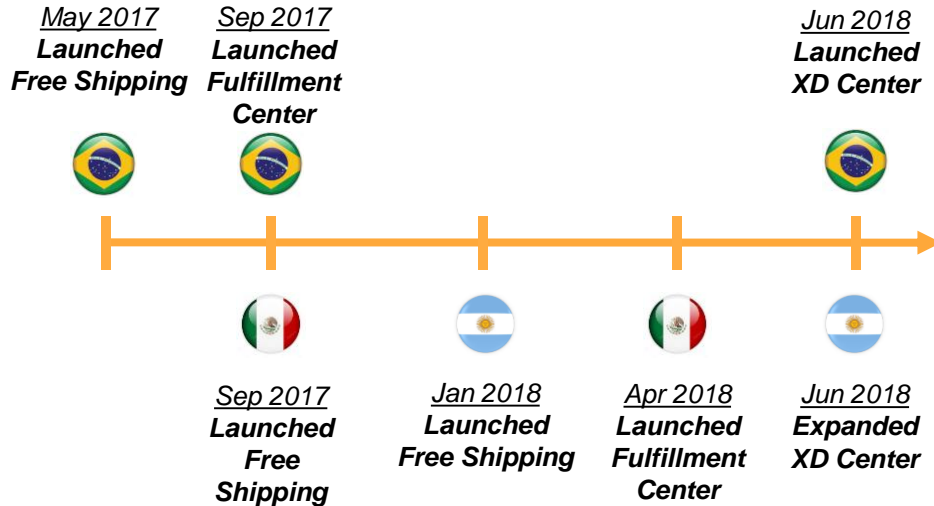 May 2017
Launched
Free Shipping
Sep 2017
Launched
Fulfillment
Center
Jun 2018
Launched
XD Center
Sep 2017
Launched
Free
Shipping
Jan 2018
Launched
Free Shipping
Apr 2018
Launched
Fulfillment
Center
Jun 2018
Expanded
XD Center